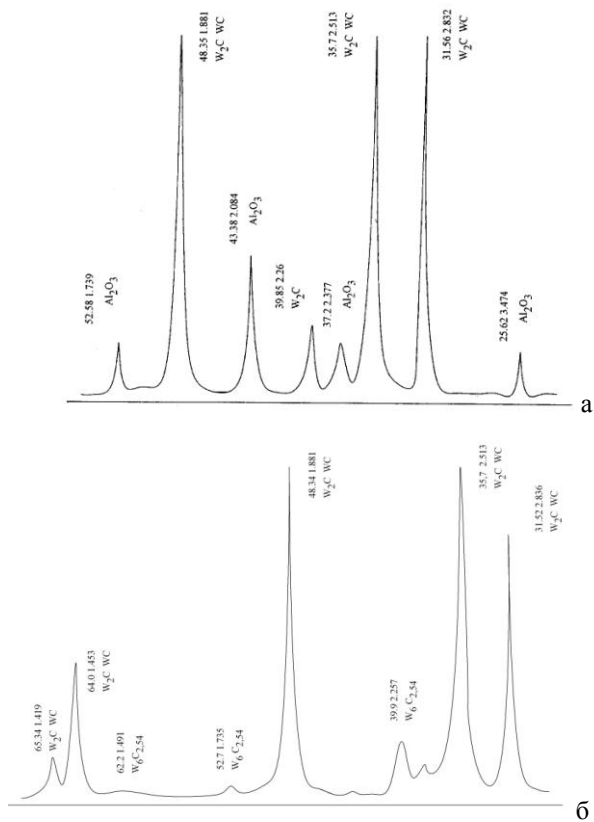 52.58 1.739
Al₂O₃
48.35 1.881
W₂C WC
43 38 2.084
Al₂O₃
39.85 2.26
W₂C
37.2 2.377
Al₂O₃
35.7 2.513
W₂C WC
31.56 2.832
W₂C WC
25.62 3.474
Al₂O₃
а
65.34 1.419
W₂C WC
64.0 1.453
W₂C WC
62.2 1.491
W₆C₂,₅₄
52.7 1.735
W₆ C₂,₅₄
48.34 1.881
W₂C WC
39.9 2.257
W₆ C₂,₅₄
35,7 2.513
W₂C WC
31.52 2.836
W₂C WC
б